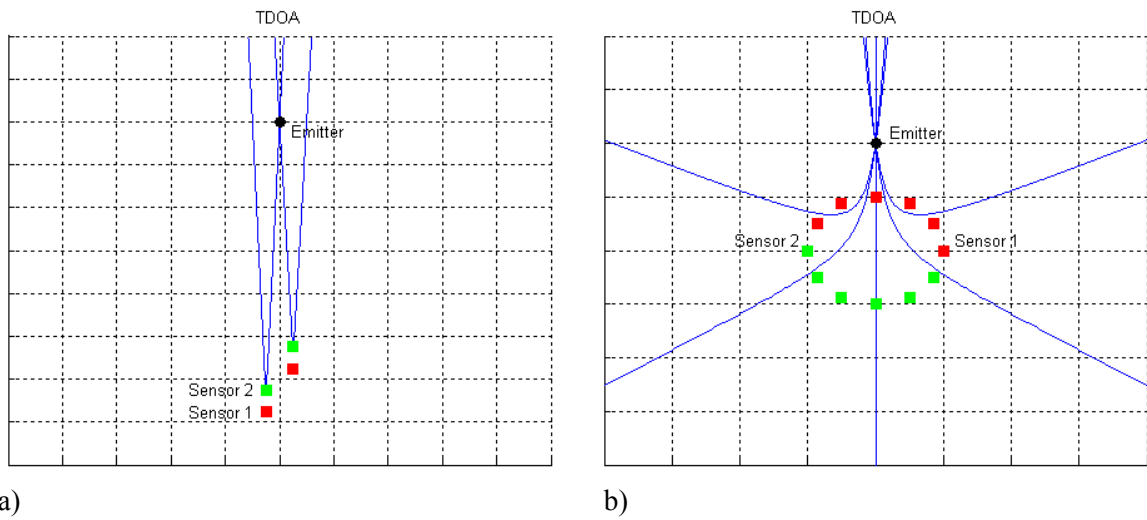 TDOA
Emitter
Sensor 2
Sensor 1
a)
TDOA
Emitter
Sensor 2
Sensor 1
b)